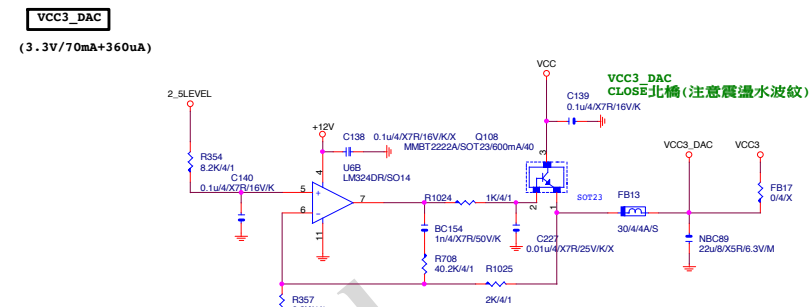 VCC3_DAC
(3.3V/70mA+360uA)
VCC
VCC3_DAC
CLOSE北橋(注意震盪水波紋)
2_5LEVEL
C139
0.1u/4/X7R/16V/K
+12V
C138 0.1u/4/X7R/16V/K/X
Q108
MMBT2222A/SOT23/600mA/40
VCC3_DAC
VCC3
R354
8.2K/4/1
C140
0.1u/4/X7R/16V/K
U6B
LM324DR/SO14
3
4
5
6
7
11
+
-
R1024 1K/4/1
2
1
SOT23
FB13
30/4/4A/S
FB17
0/4/X
BC154
1n/4/X7R/50V/K
C227
0.01u/4/X7R/25V/K/X
NBC89
22u/8/X5R/6.3V/M
R708
40.2K/4/1
R1025
2K/4/1
R357